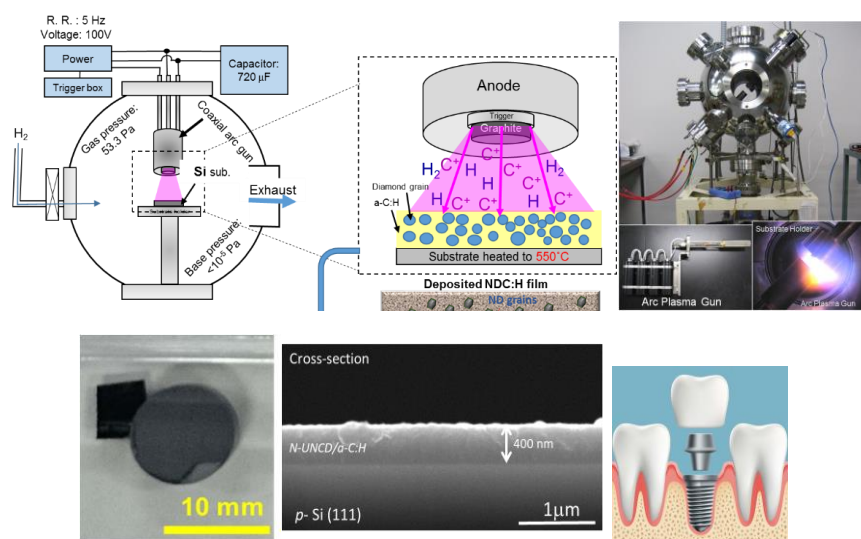 R. R. : 5 Hz
Voltage: 100V
Power
Trigger box
Capacitor:
720 μF
H2
Gas pressure:
53.3 Pa
Coaxial arc gun
Si sub.
Exhaust
Base pressure:
<10-5 Pa
Anode
Trigger
Graphite
C+
H2 C+ C+ H2
H H
C+ C+
H C+ H C+
Diamond grain
a-C:H
Substrate heated to 550°C
Deposited NDC:H film
ND grains
Arc Plasma Gun
Substrate Holder
Arc Plasma Gun
10 mm
Cross-section
N-UNCD/a-C:H
400 nm
p- Si (111)
1μm